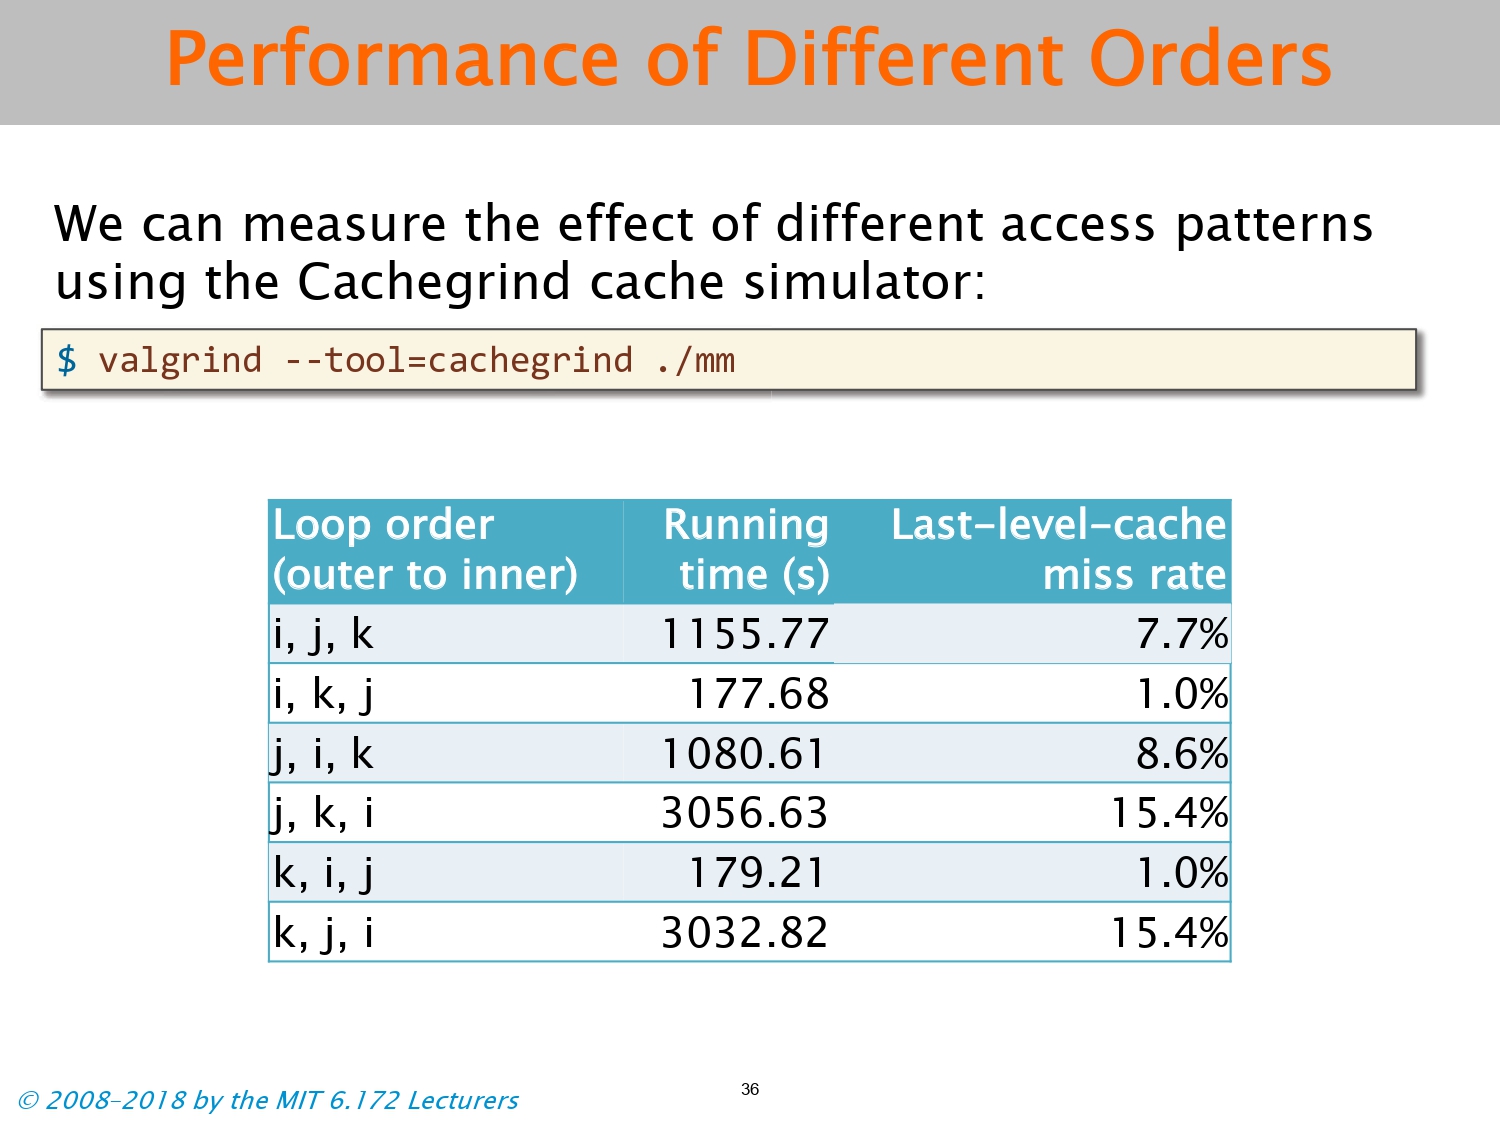 Performance of Different Orders
We can measure the effect of different access patterns
using the Cachegrind cache simulator:
$ valgrind --tool=cachegrind ./mm
Loop order (outer to inner) Running time (s) Last-level-cache miss rate
i, j, k 1155.77 7.7%
i, k, j 177.68 1.0%
j, i, k 1080.61 8.6%
j, k, i 3056.63 15.4%
k, i, j 179.21 1.0%
k, j, i 3032.82 15.4%
© 2008–2018 by the MIT 6.172 Lecturers
36